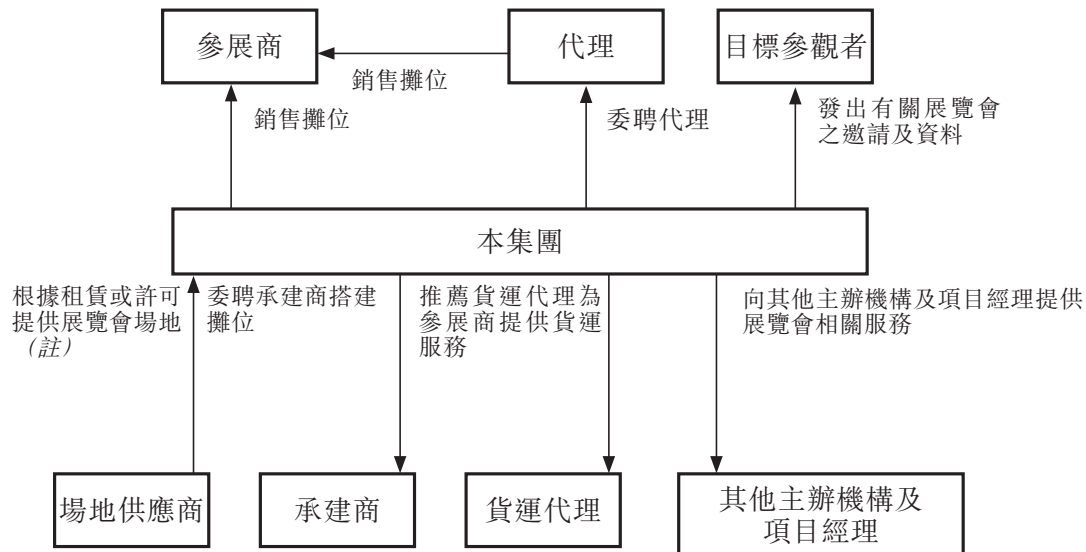 參展商
代理
目標參觀者
銷售攤位
銷售攤位
委聘代理
發出有關展覽會
之邀請及資料
本集團
根據租賃或許可
提供展覽會場地
（註）
委聘承建商搭建
攤位
推薦貨運代理為
參展商提供貨運
服務
向其他主辦機構及項目經理提供
展覽會相關服務
場地供應商
承建商
貨運代理
其他主辦機構及
項目經理